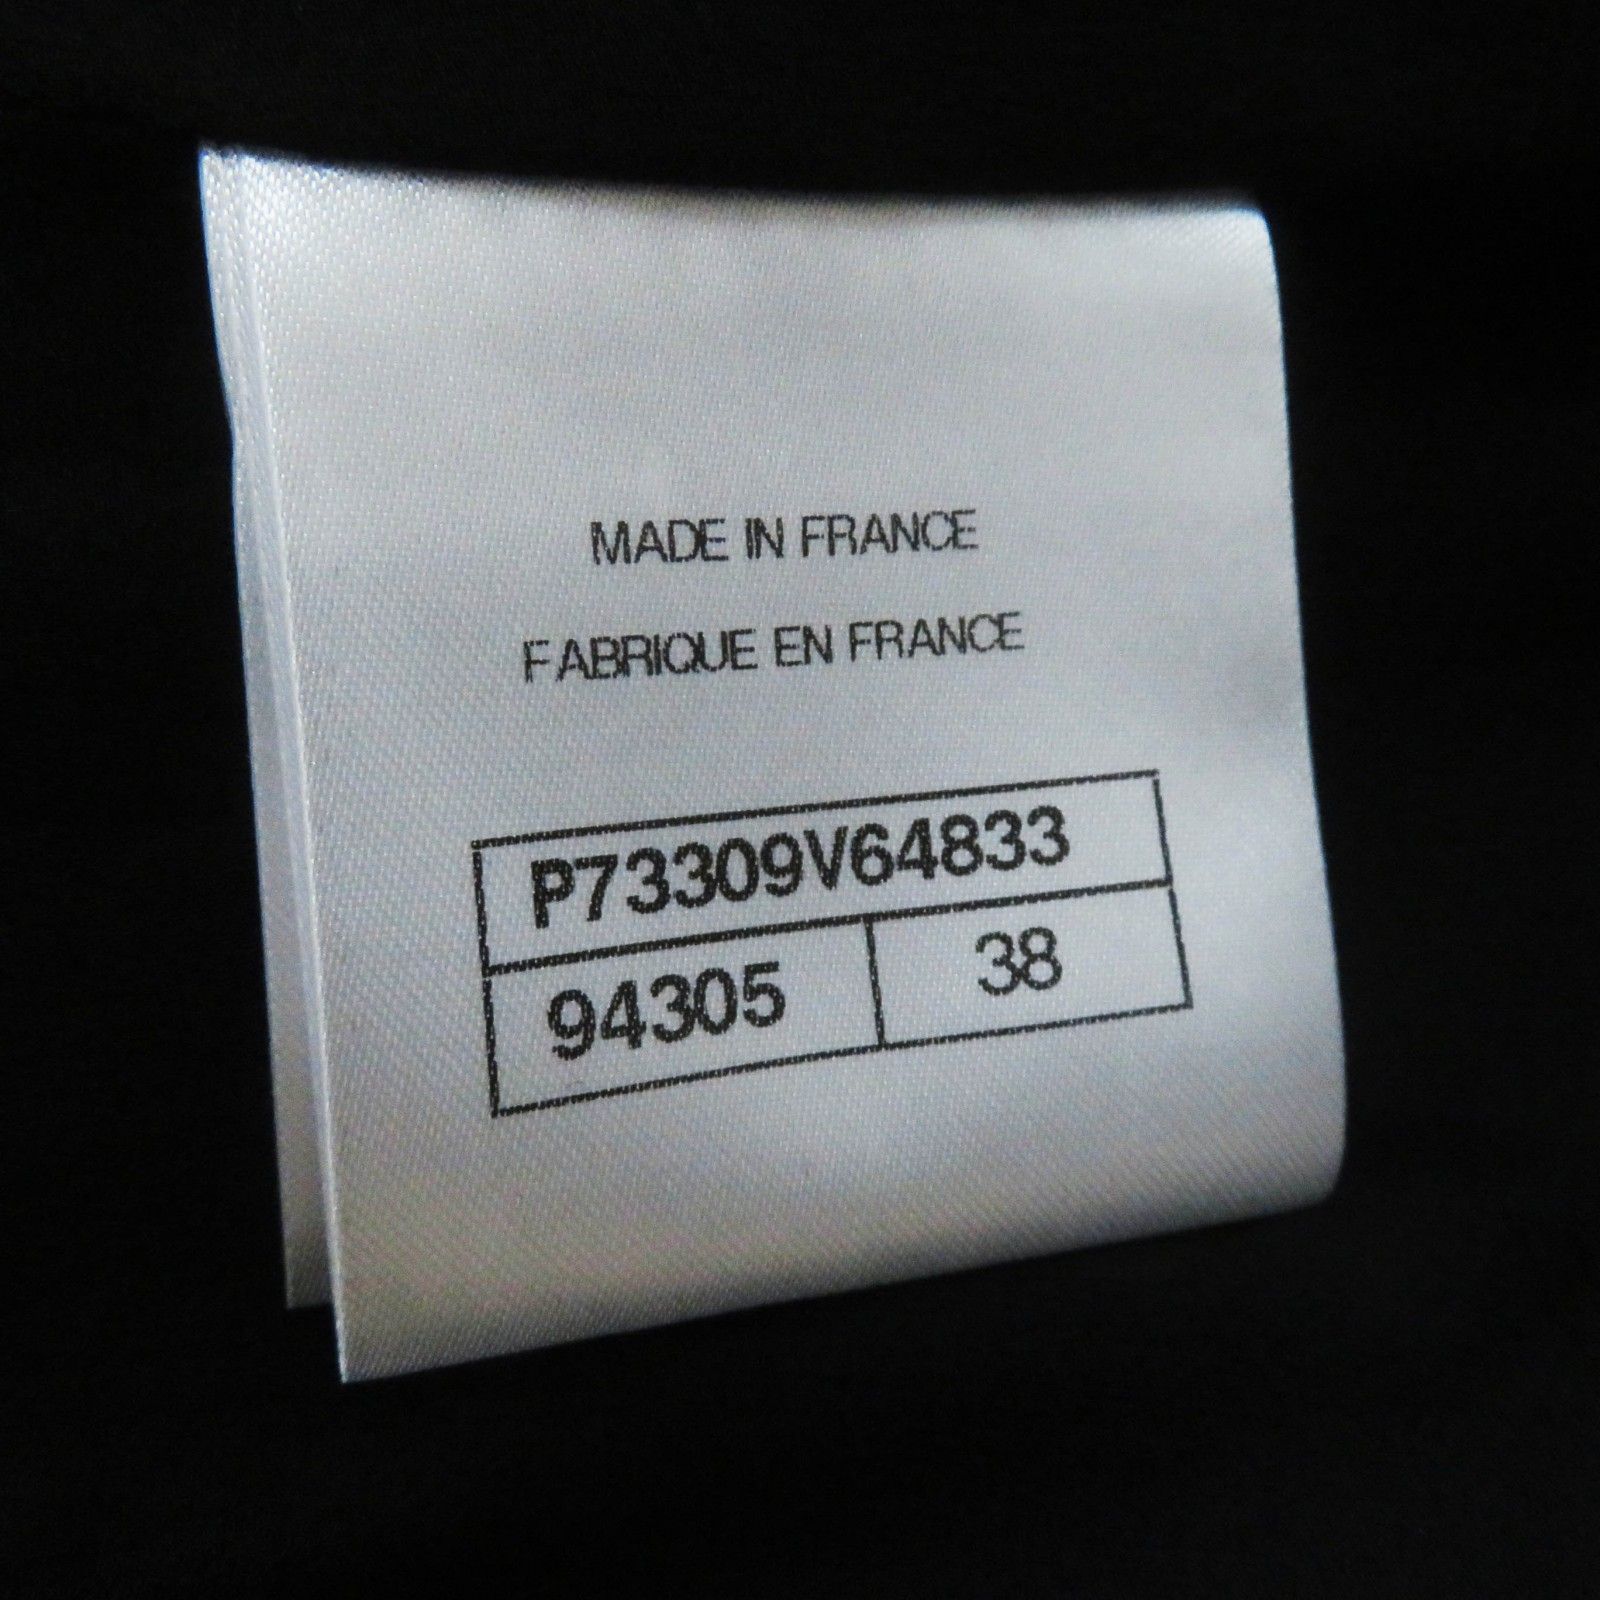 MADE IN FRANCE
FABRIQUE EN FRANCE
P73309V64833
94305 38